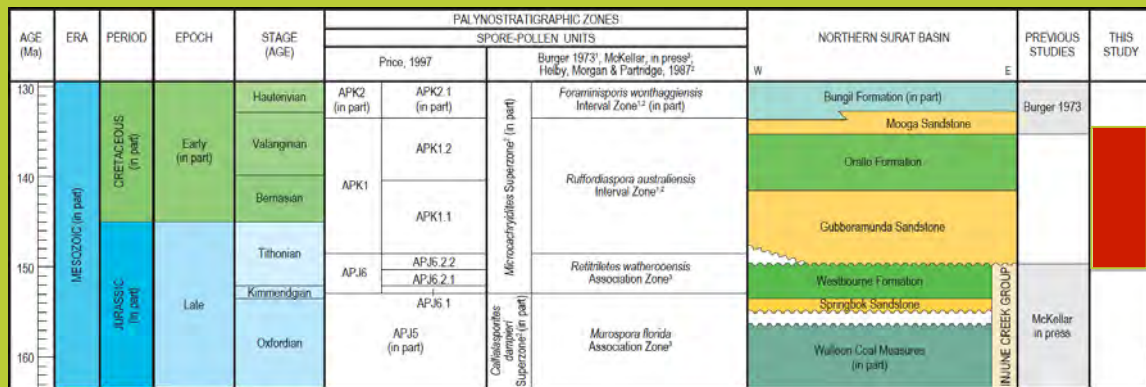 PALYNOSTRATIGRAPHIC ZONES
AGE
(Ma)
ERA
PERIOD
EPOCH
STAGE
(AGE)
SPORE-POLLEN UNITS
Price, 1997
Burger 1973¹, McKellar, in press³,
Helby, Morgan & Partridge, 1987²
NORTHERN SURAT BASIN
W
E
PREVIOUS
STUDIES
THIS
STUDY
130
140
150
160
MESOZOIC (in part)
CRETACEOUS
(in part)
JURASSIC
(in part)
Early
(in part)
Late
Hauterivian
Valanginian
Berriasian
Tithonian
Kimmeridgian
Oxfordian
APK2
(in part)
APK2.1
(in part)
APK1
APK1.2
APK1.1
APJ6
APJ6.2.2
APJ6.2.1
APJ6.1
APJ5
(in part)
Microcachryidites Superzone² (in part)
Callialasporites
dampieri
Superzone² (in part)
Foraminisporis wonthaggiensis
Interval Zone¹,² (in part)
Ruffordiaspora australiensis
Interval Zone¹,²
Retitriletes watherooensis
Association Zone³
Murospora florida
Association Zone³
Bungil Formation (in part)
Mooga Sandstone
Orallo Formation
Gubberamunda Sandstone
Westbourne Formation
Springbok Sandstone
Walloon Coal Measures
(in part)
INJUNE CREEK GROUP
Burger 1973
McKellar
in press